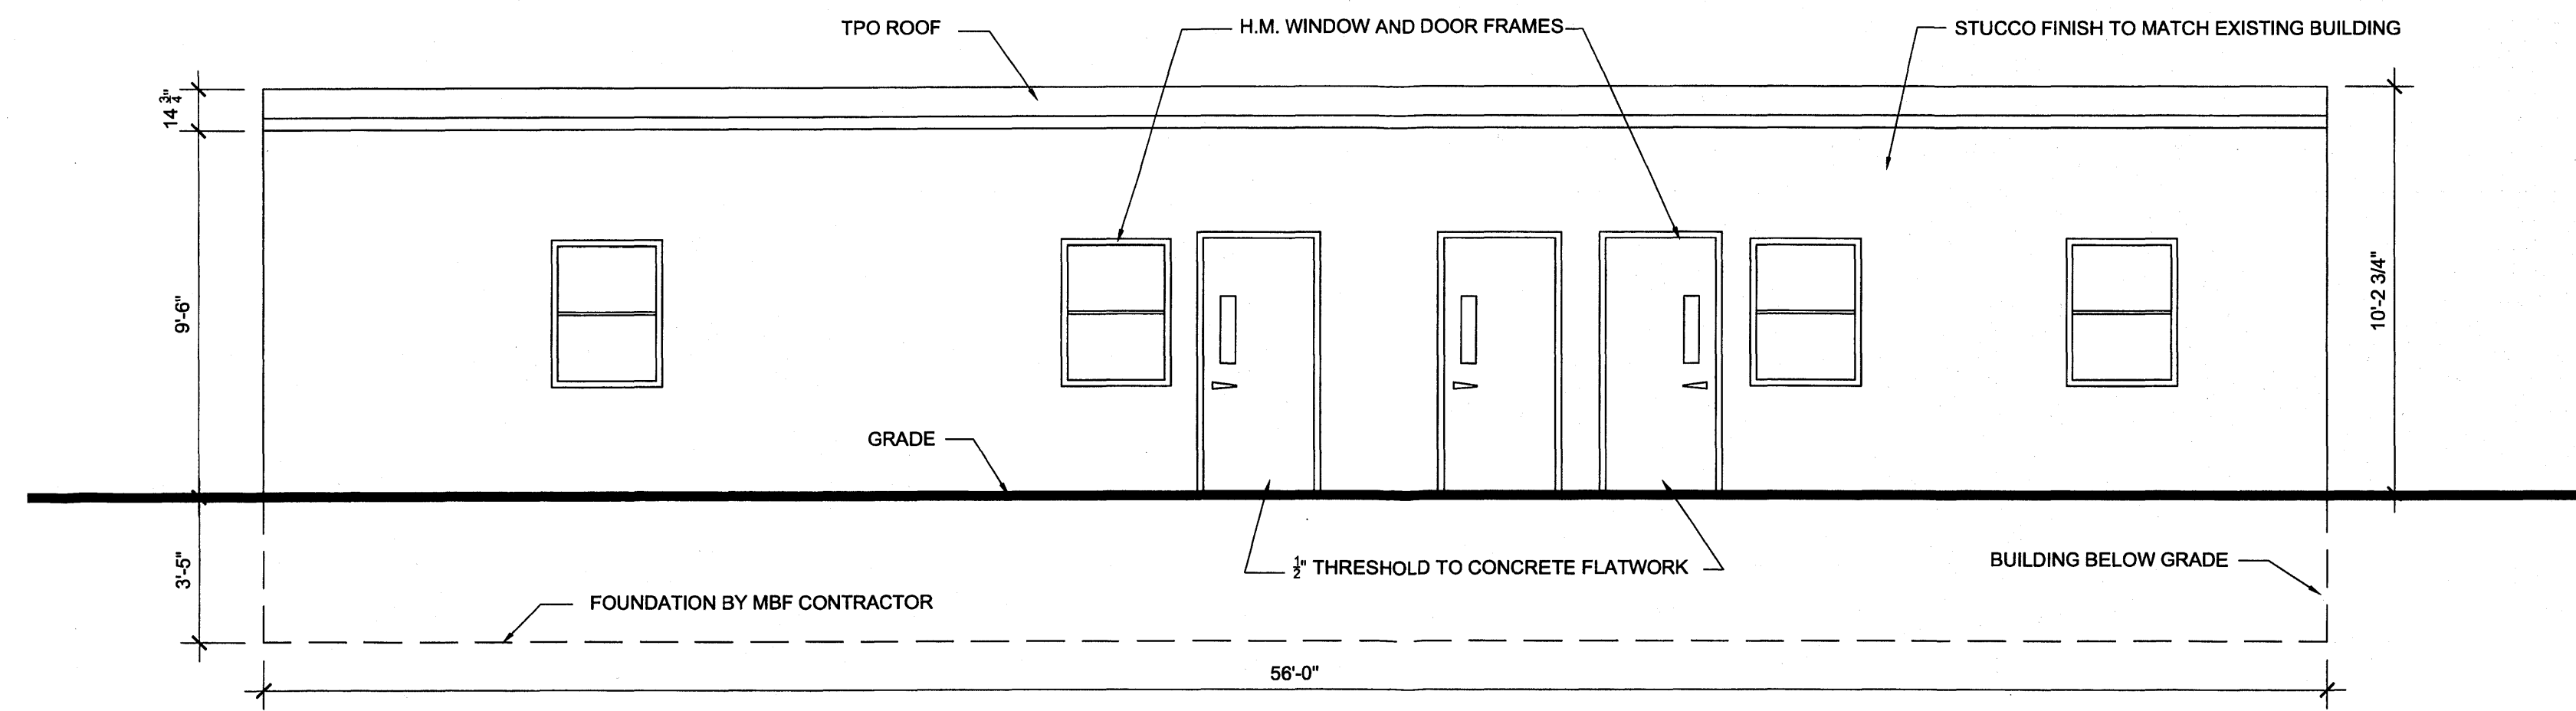 TPO ROOF
H.M. WINDOW AND DOOR FRAMES
STUCCO FINISH TO MATCH EXISTING BUILDING
14 3/4"
9'-6"
10'-2 3/4"
GRADE
3'-5"
1/2" THRESHOLD TO CONCRETE FLATWORK
BUILDING BELOW GRADE
FOUNDATION BY MBF CONTRACTOR
56'-0"